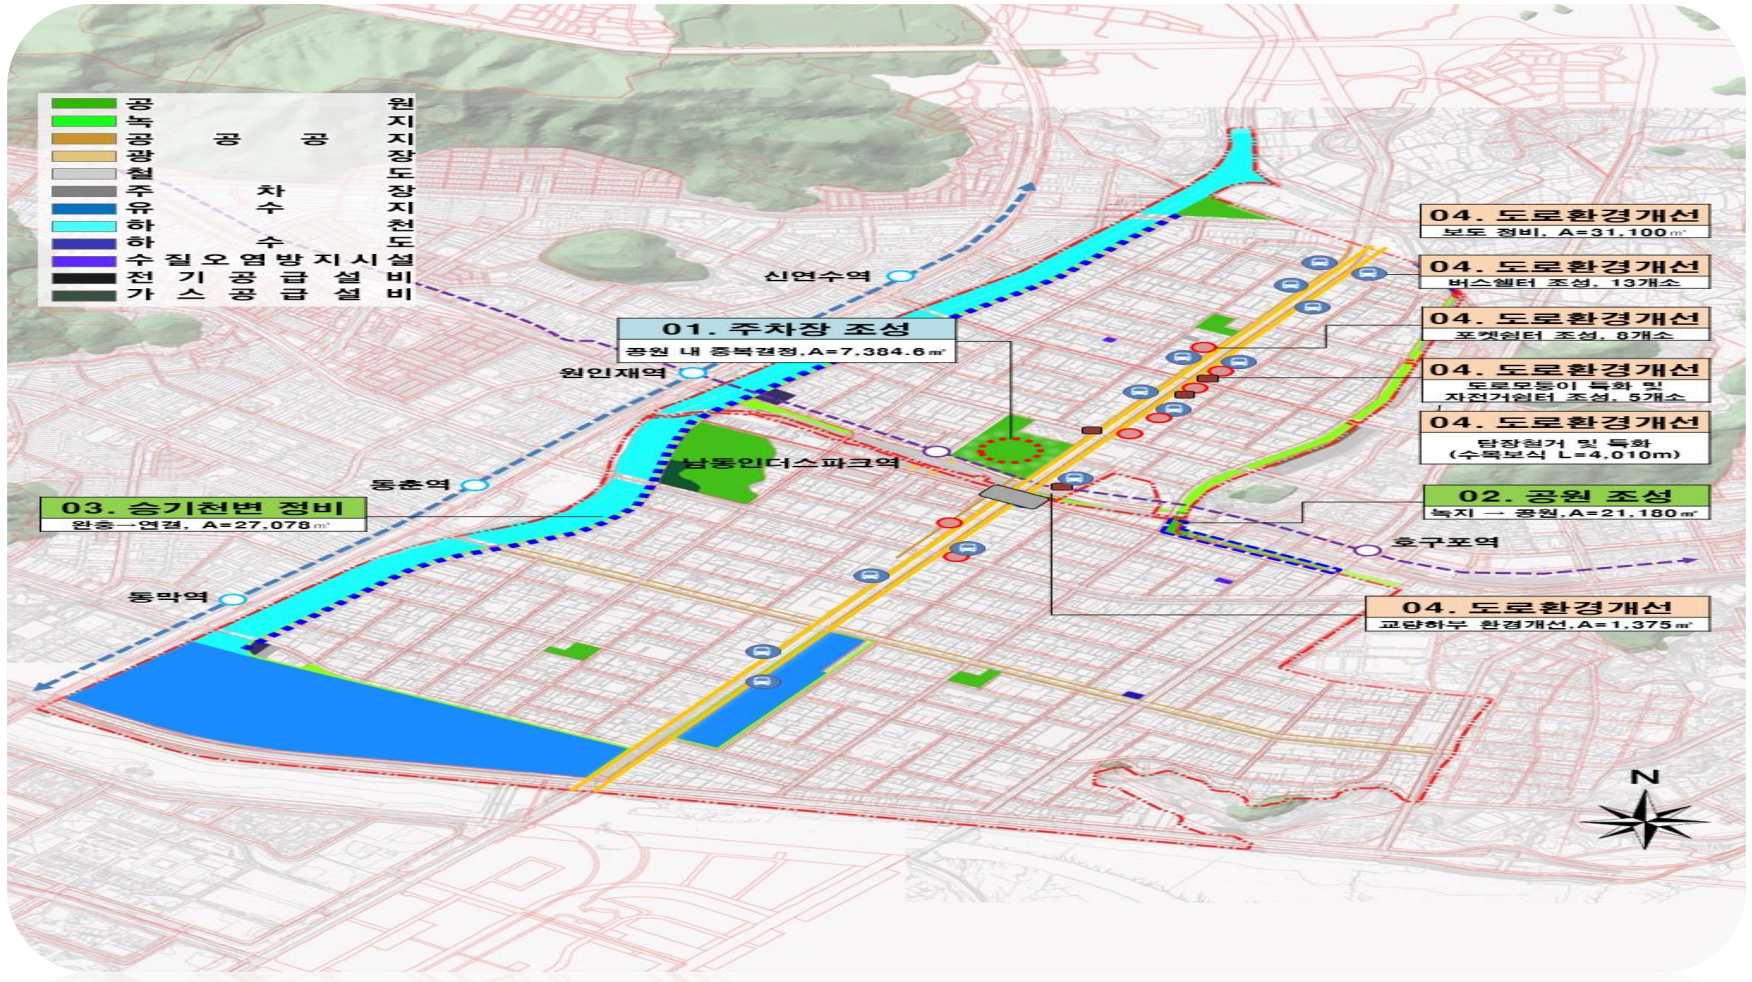 공원
녹지
공공공지
광장
철도
주차장
유수지
하천
하수도
수질오염방지시설
전기공급설비
가스공급설비
04. 도로환경개선
보도 정비, A=31,100㎡
신연수역
04. 도로환경개선
버스쉘터 조성, 13개소
04. 도로환경개선
포켓쉼터 조성, 8개소
01. 주차장 조성
공원 내 중복결정,A=7,384.6㎡
원인재역
04. 도로환경개선
도로모퉁이 특화 및
자전거쉼터 조성, 5개소
04. 도로환경개선
담장철거 및 특화
(수목보식 L=4,010m)
남동인더스파크역
동춘역
03. 승기천변 정비
완충→연결, A=27,078㎡
02. 공원 조성
녹지 → 공원,A=21,180㎡
호구포역
동막역
04. 도로환경개선
교량하부 환경개선,A=1,375㎡
N